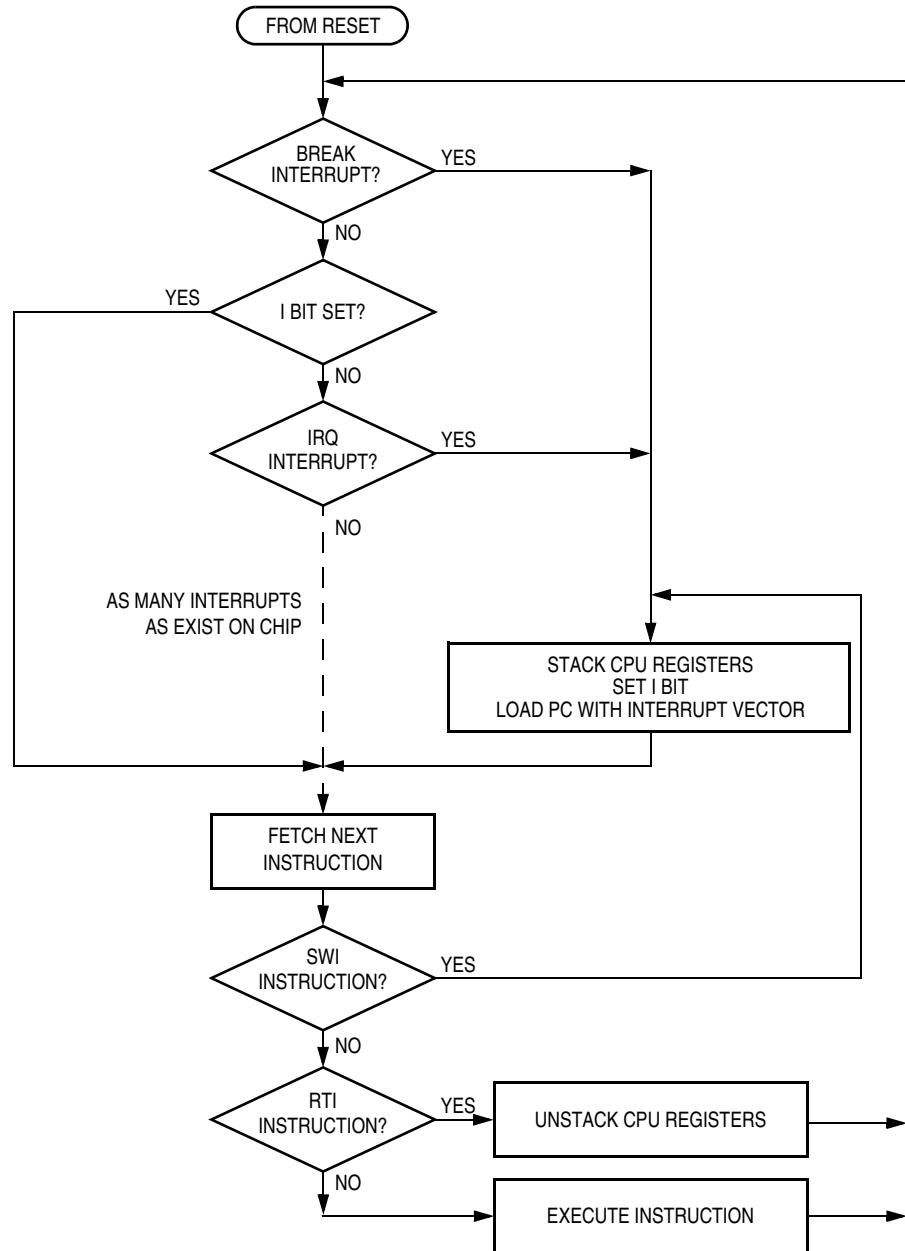 FROM RESET
BREAK
INTERRUPT?
YES
NO
YES
I BIT SET?
NO
IRQ
INTERRUPT?
YES
NO
AS MANY INTERRUPTS
AS EXIST ON CHIP
STACK CPU REGISTERS
SET I BIT
LOAD PC WITH INTERRUPT VECTOR
FETCH NEXT
INSTRUCTION
SWI
INSTRUCTION?
YES
NO
RTI
INSTRUCTION?
YES
UNSTACK CPU REGISTERS
NO
EXECUTE INSTRUCTION